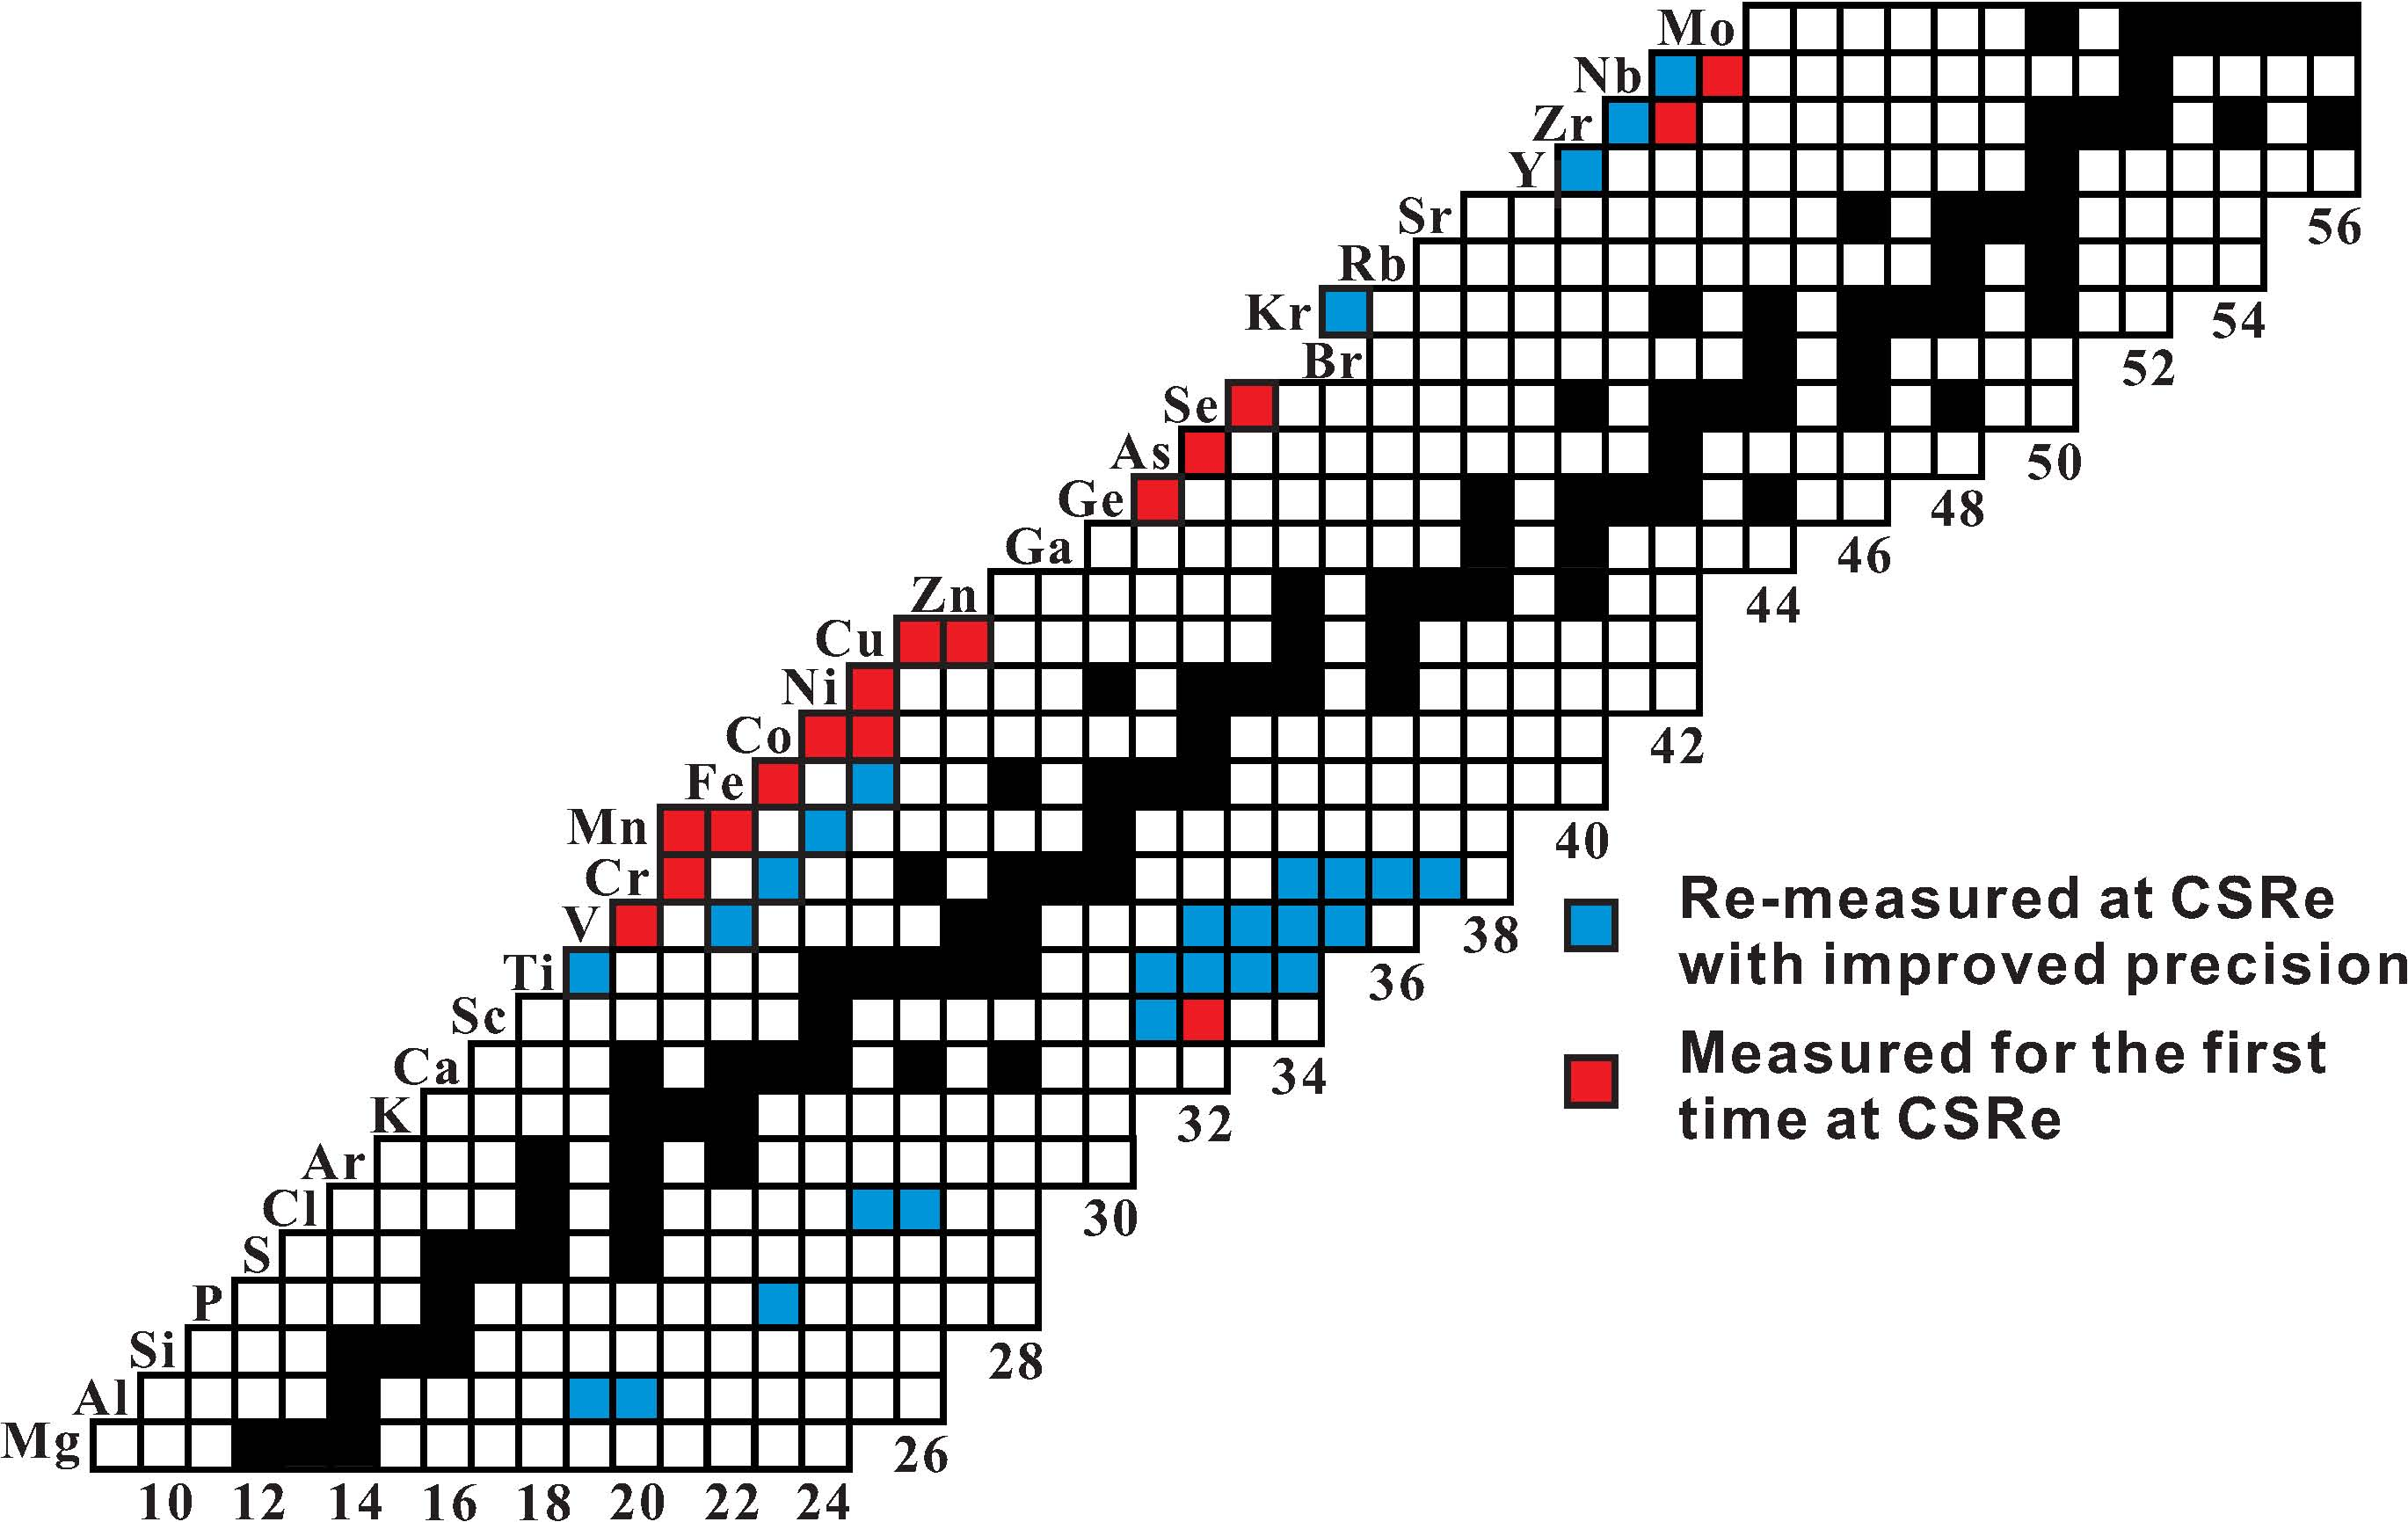 Mo
Nb
Zr
Y
Sr
56
Rb
Kr
54
Br
52
Se
As
50
Ge
48
Ga
46
Zn
44
Cu
Ni
Co
42
Fe
Mn
40
Cr
Re-measured at CSRe
V
38
with improved precision
Ti
36
Sc
Measured for the first
Ca
34
time at CSRe
K
32
Ar
Cl
30
S
P
Si
28
Al
Mg
26
10 12 14 16 18 20 22 24